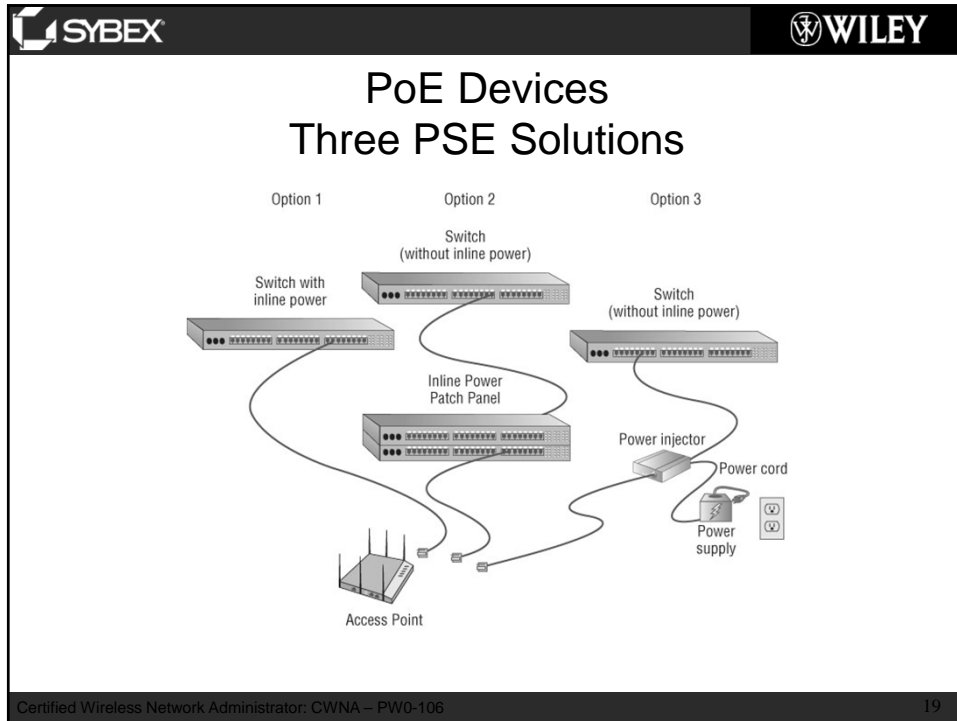 SYBEX®
WILEY
PoE Devices
Three PSE Solutions
Option 1
Option 2
Option 3
Switch
(without inline power)
Switch with
inline power
Switch
(without inline power)
Inline Power
Patch Panel
Power injector
Power cord
Power
supply
Access Point
Certified Wireless Network Administrator: CWNA – PW0-106
19